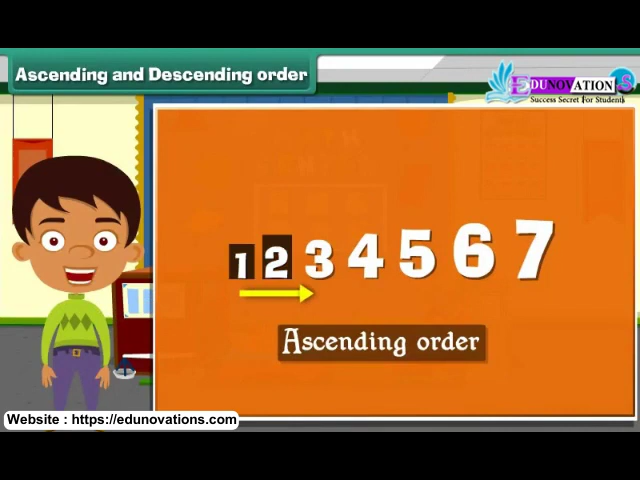 Ascending and Descending order
EDUNOVATIONS
Success Secret For Students
1 2 3 4 5 6 7
Ascending order
Website : https://edunovations.com